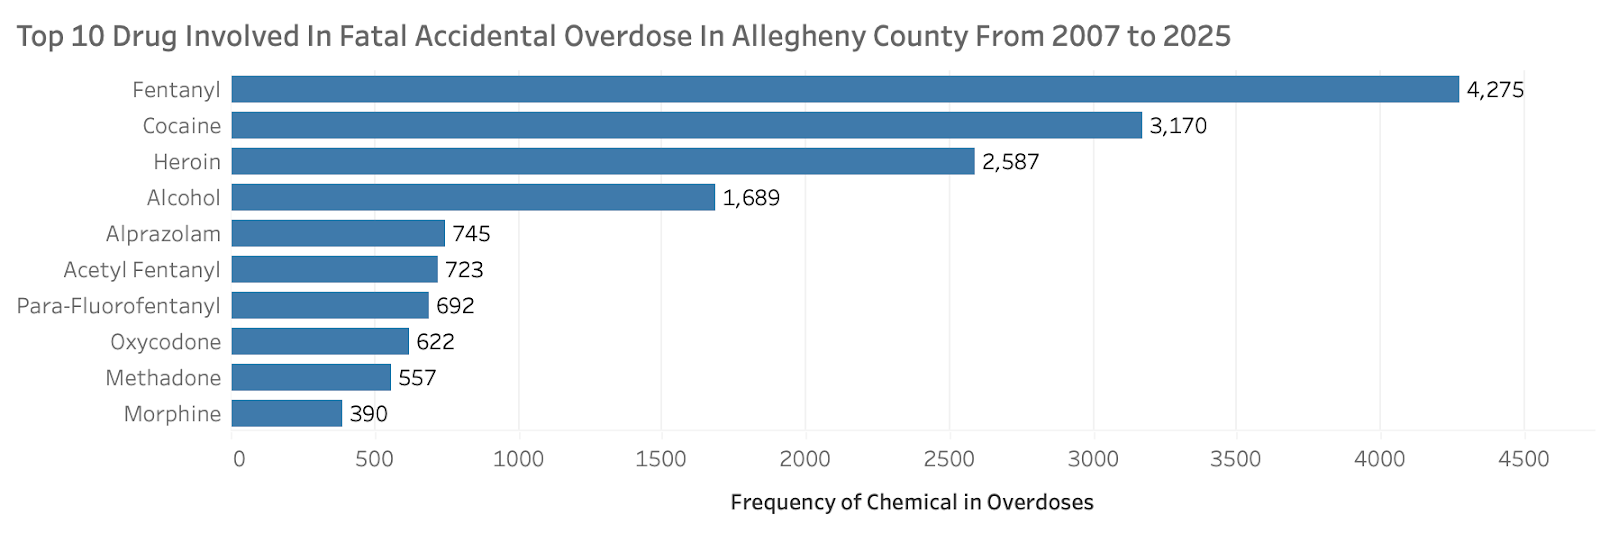 Top 10 Drug Involved In Fatal Accidental Overdose In Allegheny County From 2007 to 2025
Fentanyl 4,275
Cocaine 3,170
Heroin 2,587
Alcohol 1,689
Alprazolam 745
Acetyl Fentanyl 723
Para-Fluorofentanyl 692
Oxycodone 622
Methadone 557
Morphine 390
0 500 1000 1500 2000 2500 3000 3500 4000 4500
Frequency of Chemical in Overdoses